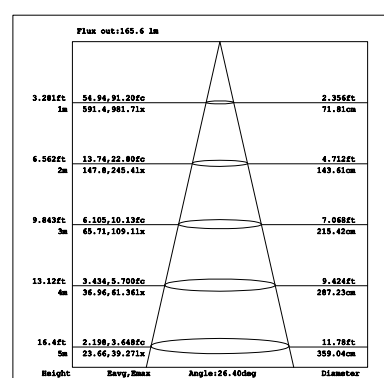 Flux out:165.6 lm
3.281ft 54.94,91.20fc 2.356ft
1m 591.4,981.7lx 71.81cm
6.562ft 13.74,22.80fc 4.712ft
2m 147.8,245.4lx 143.61cm
9.843ft 6.105,10.13fc 7.068ft
3m 65.71,109.1lx 215.42cm
13.12ft 3.434,5.700fc 9.424ft
4m 36.96,61.36lx 287.23cm
16.4ft 2.198,3.648fc 11.78ft
5m 23.66,39.27lx 359.04cm
Height Eavg,Emax Angle:26.40deg Diameter